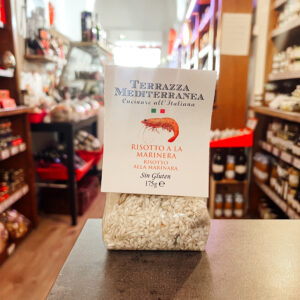 TERRAZZA
MEDITERRANEA
Cucinare all'Italiana
RISOTTO A LA
MARINERA
RISOTTO
ALLA MARINARA
Sin Gluten
175g e